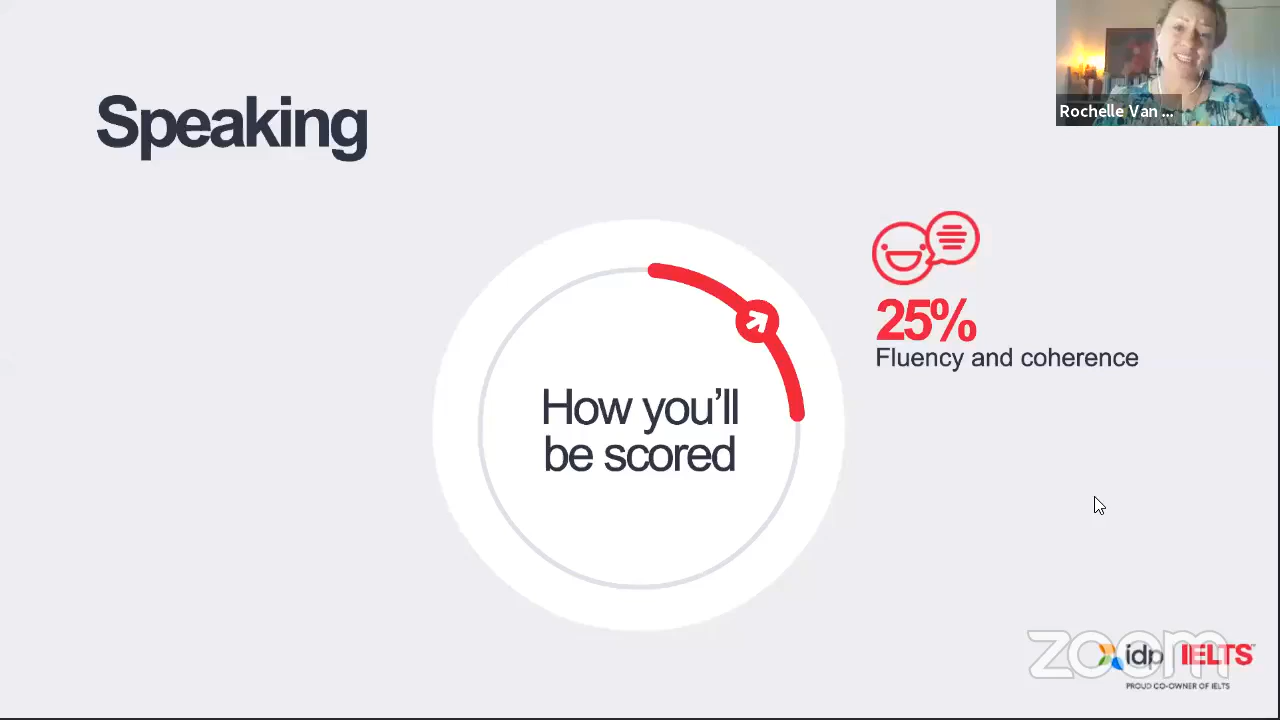 Speaking
Rochelle Van ...
25%
Fluency and coherence
How you'll
be scored
zoom
idp IELTS
PROUD CO-OWNER OF IELTS